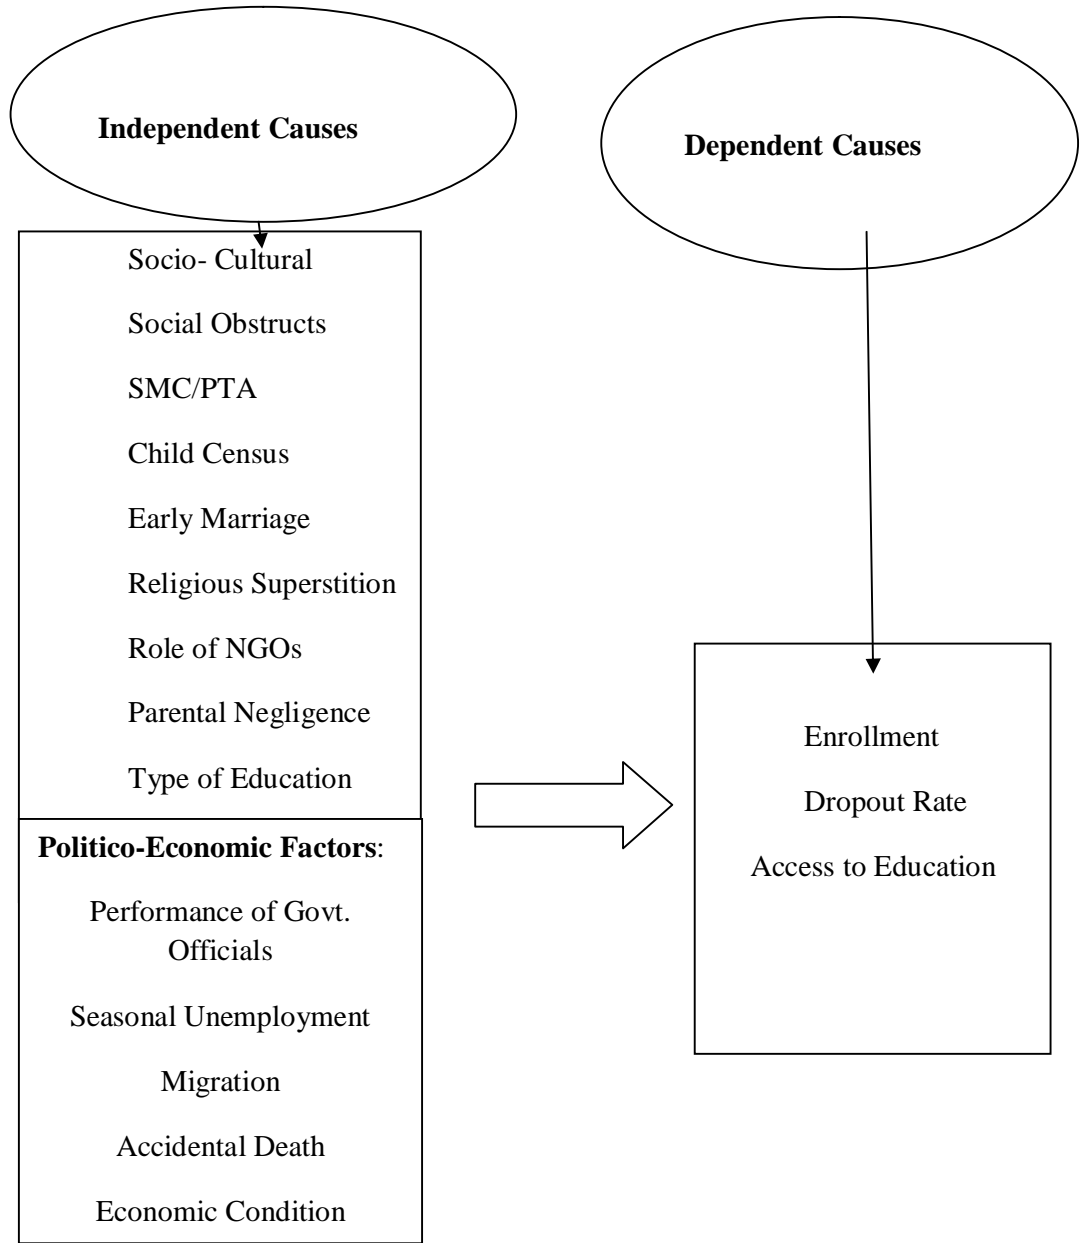 Independent Causes
Dependent Causes
Socio- Cultural
Social Obstructs
SMC/PTA
Child Census
Early Marriage
Religious Superstition
Role of NGOs
Parental Negligence
Type of Education
Politico-Economic Factors:
Performance of Govt.
Officials
Seasonal Unemployment
Migration
Accidental Death
Economic Condition
Enrollment
Dropout Rate
Access to Education